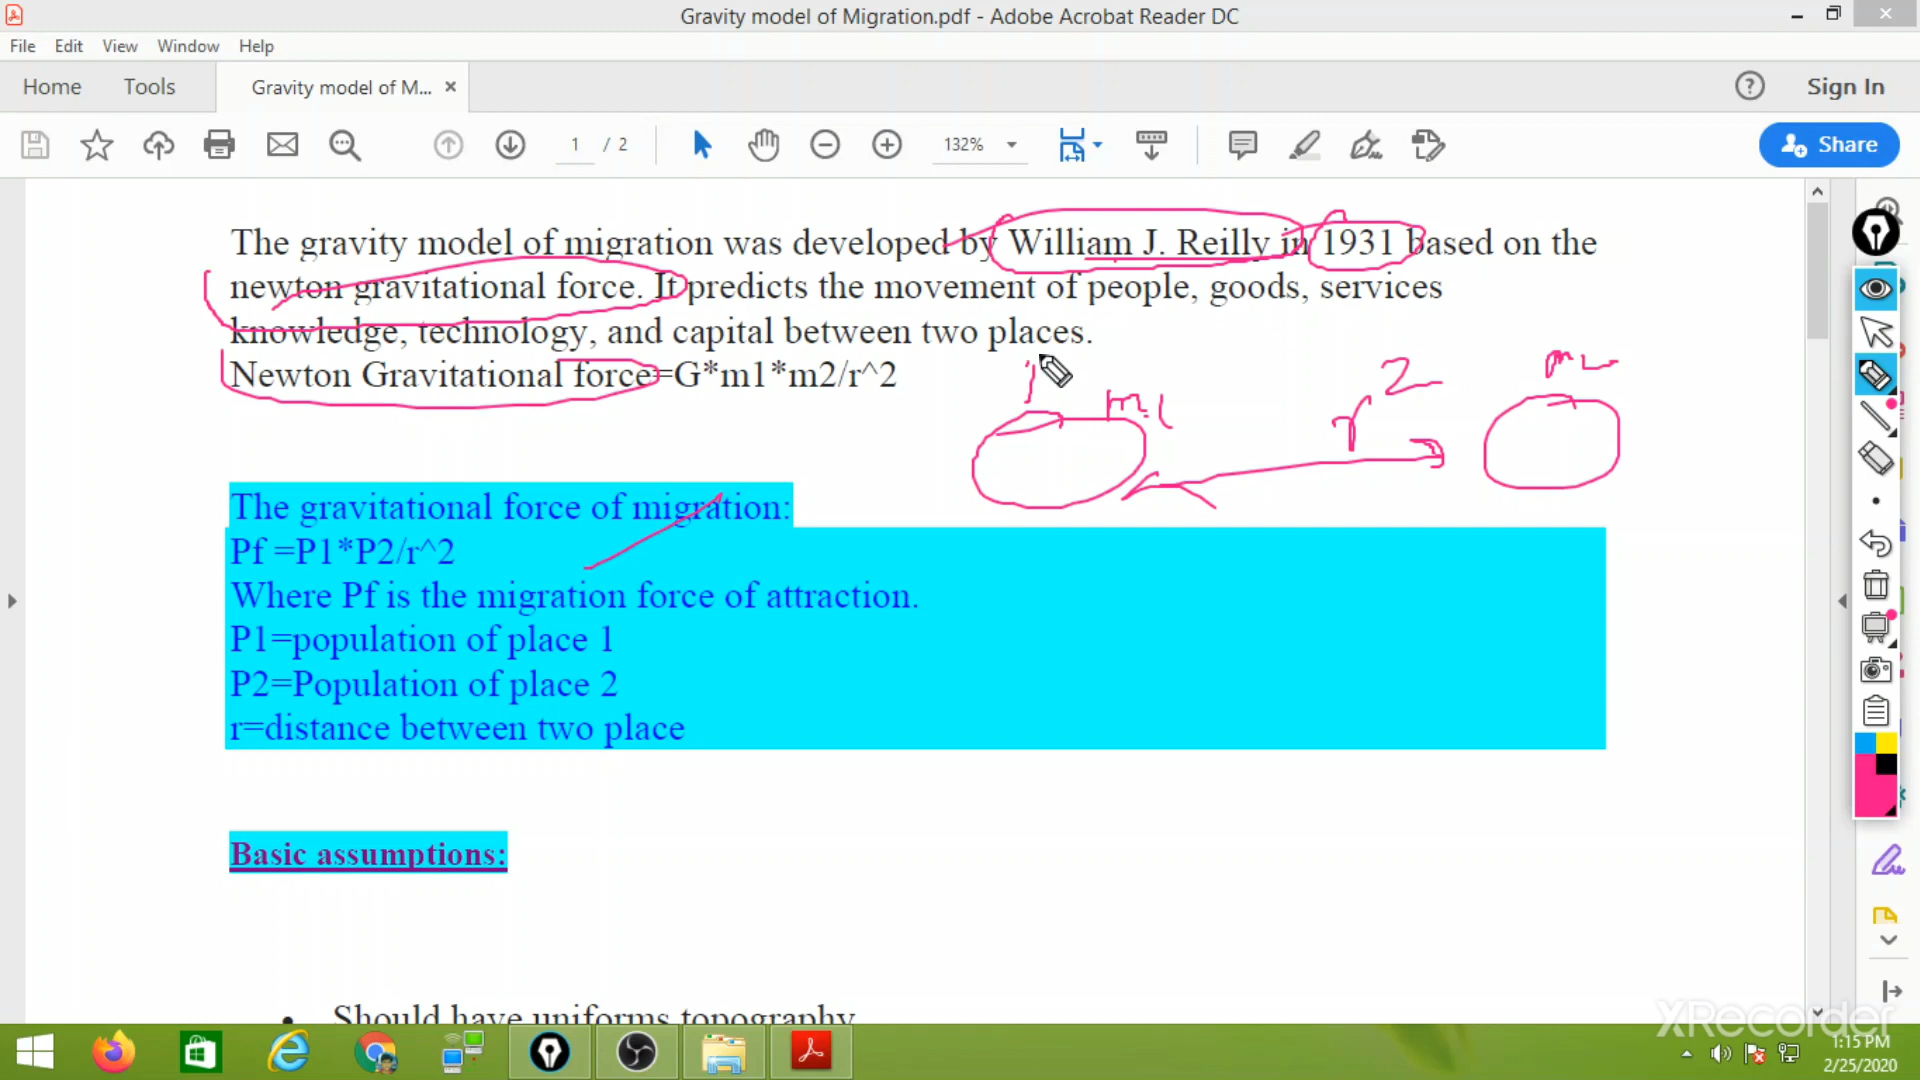 Gravity model of Migration.pdf - Adobe Acrobat Reader DC
File Edit View Window Help
Home Tools Gravity model of M... × Sign In
1 / 2 132% Share
The gravity model of migration was developed by William J. Reilly in 1931 based on the
newton gravitational force. It predicts the movement of people, goods, services
knowledge, technology, and capital between two places.
Newton Gravitational force=G*m1*m2/r^2
m1 r2 m2
The gravitational force of migration:
Pf =P1*P2/r^2
Where Pf is the migration force of attraction.
P1=population of place 1
P2=Population of place 2
r=distance between two place
Basic assumptions:
• Should have uniforms topography
XRecorder
1:15 PM
2/25/2020